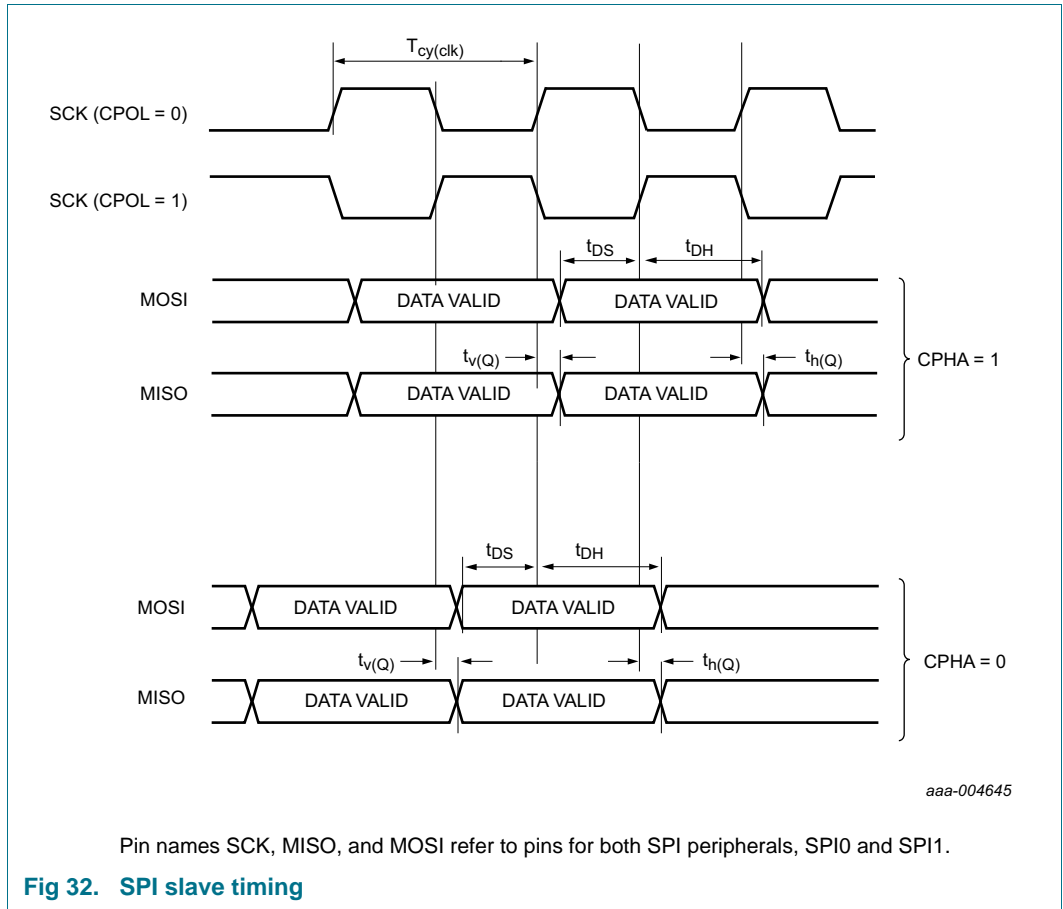 Tcy(clk)
SCK (CPOL = 0)
SCK (CPOL = 1)
tDS tDH
MOSI DATA VALID DATA VALID
tv(Q) th(Q)
CPHA = 1
MISO DATA VALID DATA VALID
tDS tDH
MOSI DATA VALID DATA VALID
tv(Q) th(Q)
CPHA = 0
MISO DATA VALID DATA VALID
aaa-004645
Pin names SCK, MISO, and MOSI refer to pins for both SPI peripherals, SPI0 and SPI1.
Fig 32. SPI slave timing